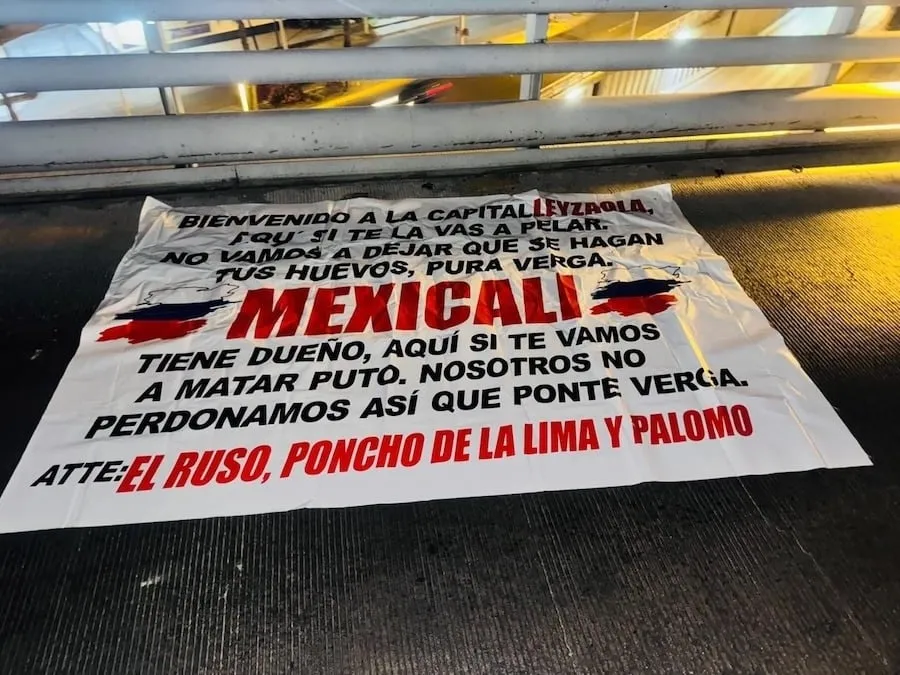 BIENVENIDO A LA CAPITAL LEYZAOLA,
AQUÍ SI TE LA VAS A PELAR.
NO VAMOS A DEJAR QUE SE HAGAN
TUS HUEVOS, PURA VERGA.
MEXICALI
TIENE DUEÑO, AQUÍ SI TE VAMOS
A MATAR PUTO. NOSOTROS NO
PERDONAMOS ASÍ QUE PONTE VERGA.
ATTE: EL RUSO, PONCHO DE LA LIMA Y PALOMO